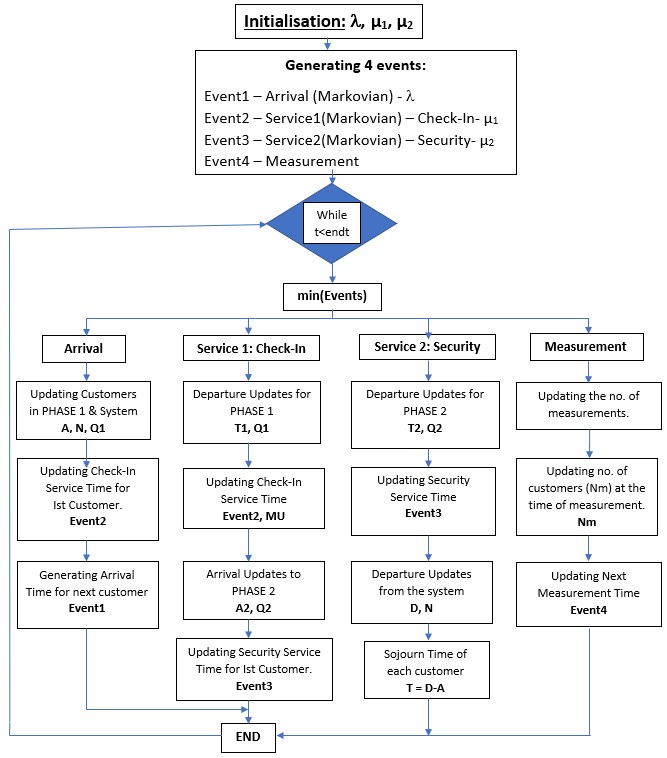 Initialisation: λ, μ1, μ2
Generating 4 events:
Event1 – Arrival (Markovian) - λ
Event2 – Service1(Markovian) – Check-In- μ1
Event3 – Service2(Markovian) – Security- μ2
Event4 – Measurement
While
t<endt
min(Events)
Arrival
Updating Customers
in PHASE 1 & System
A, N, Q1
Updating Check-In
Service Time for
Ist Customer.
Event2
Generating Arrival
Time for next customer
Event1
Service 1: Check-In
Departure Updates for
PHASE 1
T1, Q1
Updating Check-In
Service Time
Event2, MU
Arrival Updates to
PHASE 2
A2, Q2
Updating Security Service
Time for Ist Customer.
Event3
Service 2: Security
Departure Updates for
PHASE 2
T2, Q2
Updating Security
Service Time
Event3
Departure Updates
from the system
D, N
Sojourn Time of
each customer
T = D-A
Measurement
Updating the no. of
measurements.
Updating no. of
customers (Nm) at the
time of measurement.
Nm
Updating Next
Measurement Time
Event4
END